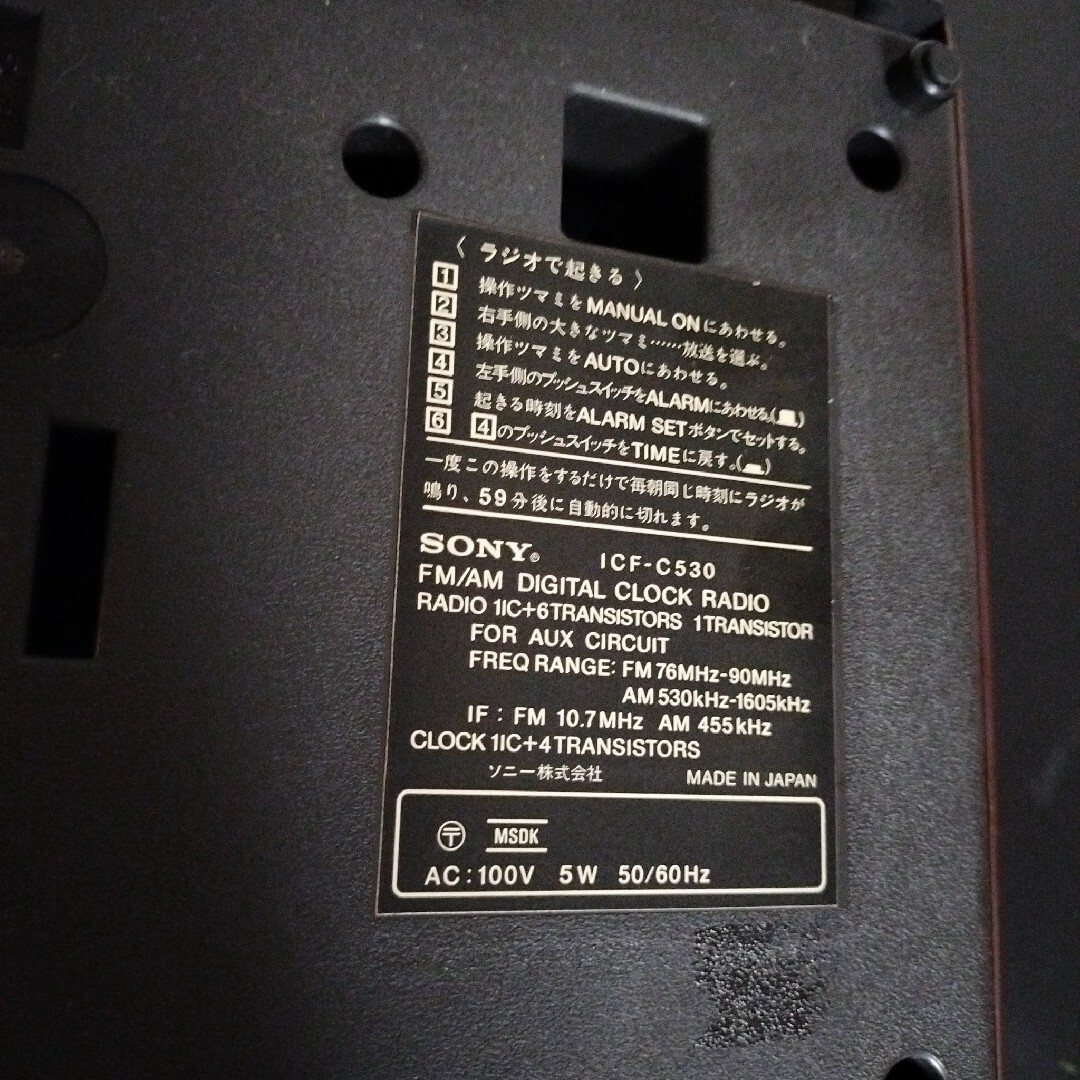 〈 ラジオで起きる 〉
1 操作ツマミをMANUAL ONにあわせる。
2 右手側の大きなツマミ……放送を選ぶ。
3 操作ツマミをAUTOにあわせる。
4 左手側のプッシュスイッチをALARMにあわせる。( )
5 起きる時刻をALARM SETボタンでセットする。
6 4のプッシュスイッチをTIMEに戻す。( )
一度この操作をするだけで毎朝同じ時刻にラジオが
鳴り、59分後に自動的に切れます。
SONY® ICF-C530
FM/AM DIGITAL CLOCK RADIO
RADIO 1IC+6TRANSISTORS 1TRANSISTOR
FOR AUX CIRCUIT
FREQ RANGE: FM 76MHz-90MHz
AM 530kHz-1605kHz
IF : FM 10.7MHz AM 455kHz
CLOCK 1IC+4TRANSISTORS
ソニー株式会社 MADE IN JAPAN
〒 MSDK
AC:100V 5W 50/60Hz